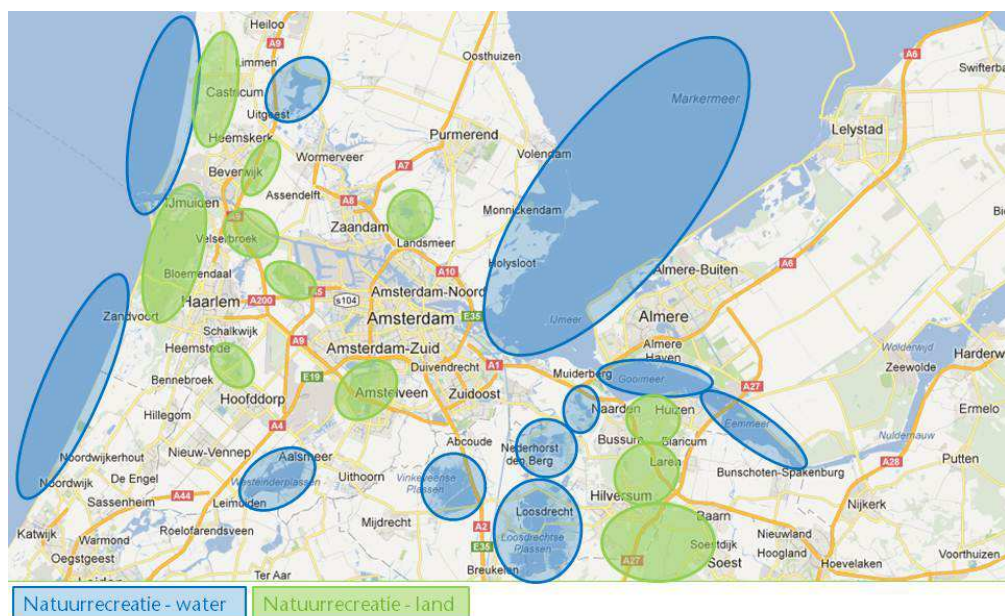 Heiloo
A9
Limmen
Oosthuizen
A6
Swifterba
Castricum
Markermeer
Uitgeest
Lelystad
Heemskerk
Purmerend
Wormerveer
A7
Volendam
Beverwijk
Assendelft
A8
IJmuiden
Monnickendam
Zaandam
Velserbroek
Landsmeer
Holysloot
A6
Bloemendaal
A10
Almere-Buiten
A5
Haarlem
A200
s104
Amsterdam-Noord
Zandvoort
Amsterdam
E35
IJmeer
Almere
Schalkwijk
A9
Amsterdam-Zuid
Almere
Haven
Wolderwijd
Harderw
Heemstede
Duivendrecht
A1
Zeewolde
Bennebroek
E19
Muiderberg
Gooimeer
A27
Hoofddorp
Amstelveen
Zuidoost
Naarden
Huizen
Ermelo
Hillegom
A4
Eemmeer
Nuldernauw
Abcoude
Bussum
Blaricum
Noordwijkerhout
Nieuw-Vennep
Aalsmeer
Nederhorst
den Berg
Laren
A28
Putten
De Engel
Uithoorn
Vinkeveense
Plassen
Bunschoten-Spakenburg
Noordwijk
Westeinderplassen
A44
Leimuiden
Hilversum
Sassenheim
Loosdrecht
Baarn
Nijkerk
Katwijk
Warmond
Roelofarendsveen
Mijdrecht
A2
Loosdrechtse
Plassen
Nieuwland
Oegstgeest
E35
A27
Soestdijk
Hoogland
Voorthuizen
Ter Aar
Breukelen
Soest
Hoevelaken
Natuurrecreatie - water
Natuurrecreatie - land